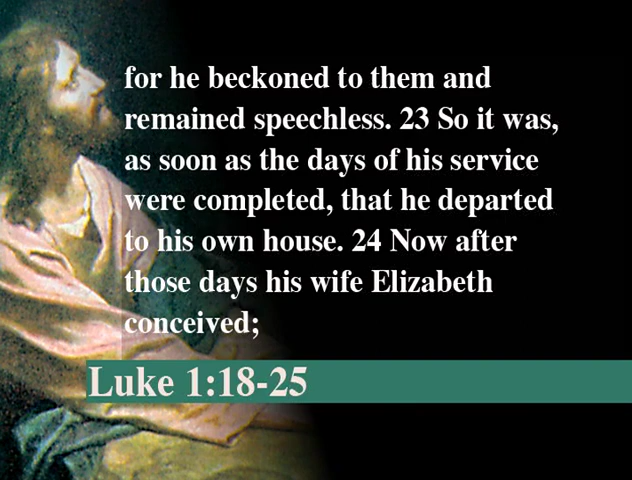 for he beckoned to them and
remained speechless. 23 So it was,
as soon as the days of his service
were completed, that he departed
to his own house. 24 Now after
those days his wife Elizabeth
conceived;
Luke 1:18-25